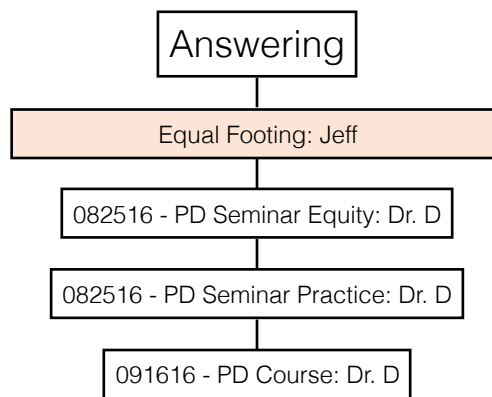 Answering
Equal Footing: Jeff
082516 - PD Seminar Equity: Dr. D
082516 - PD Seminar Practice: Dr. D
091616 - PD Course: Dr. D